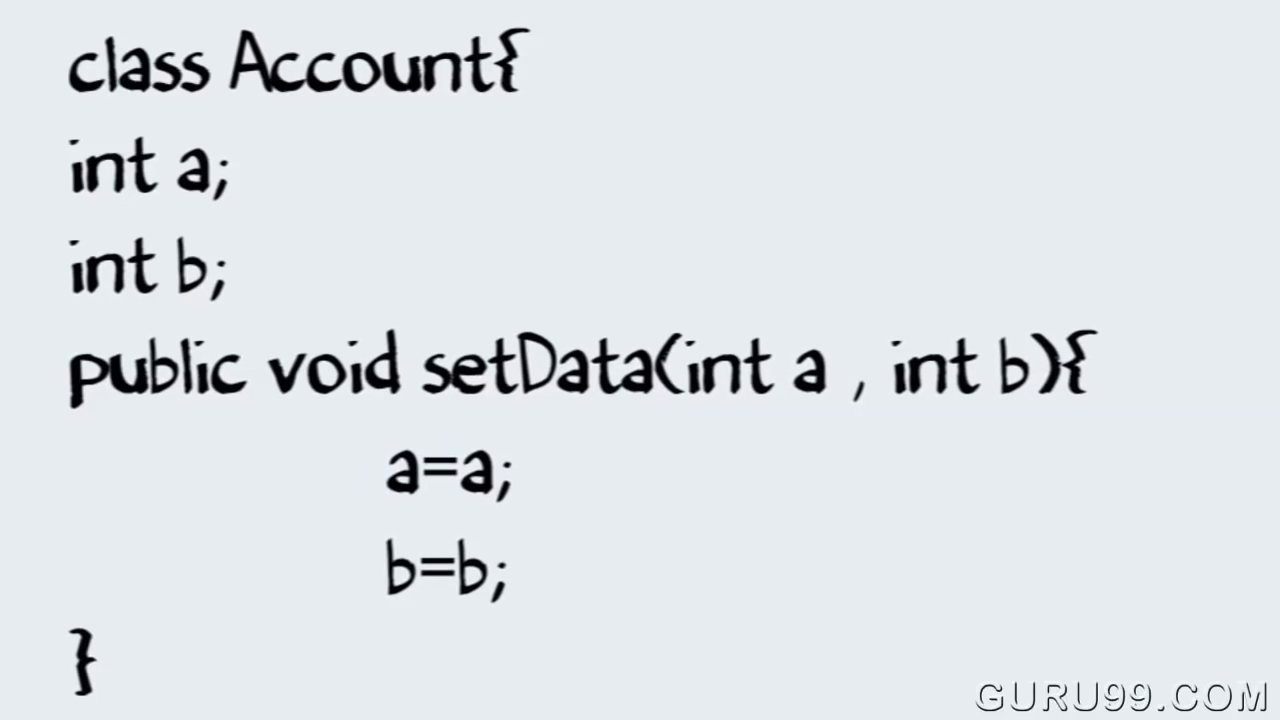 class Account{
int a;
int b;
public void setData(int a , int b){
a=a;
b=b;
}
GURU99.COM